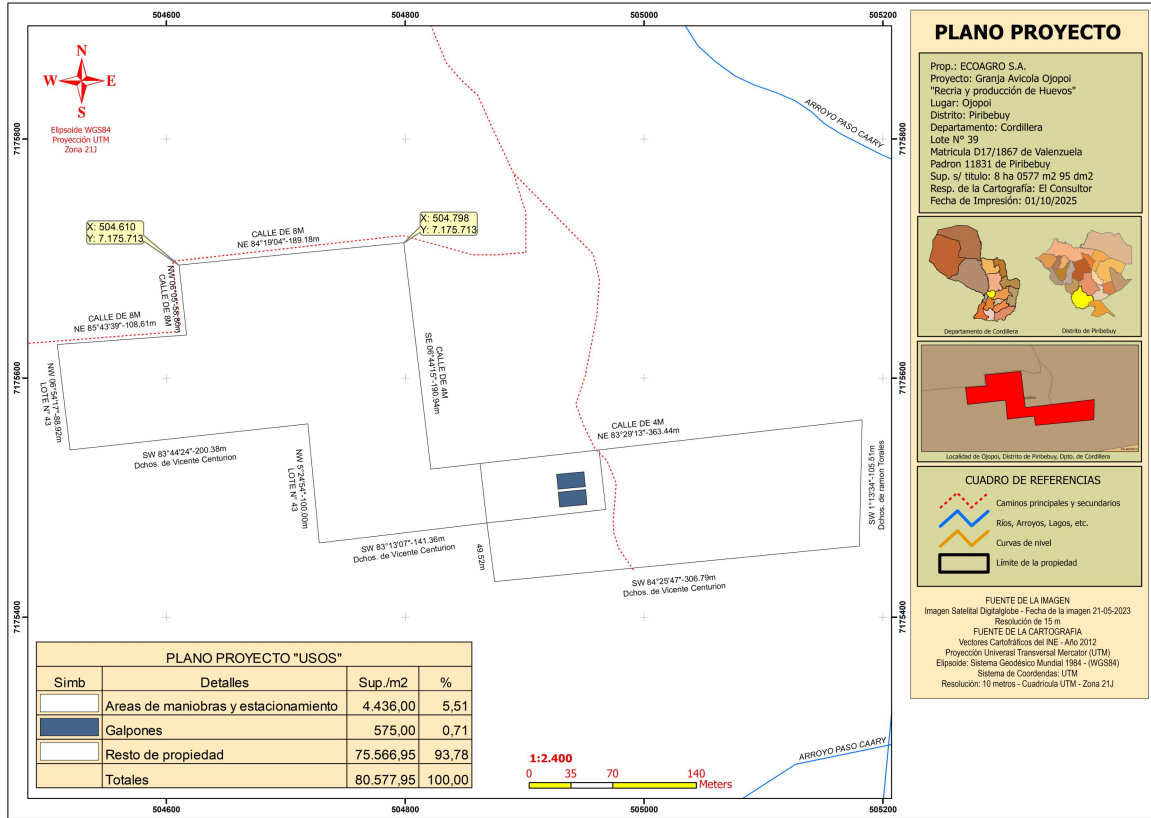 504600
504800
505000
505200
7175800
7175600
7175400
N
W
E
S
Elipsoide WGS84
Proyección UTM
Zona 21J
ARROYO PASO CAARY
X: 504.610
Y: 7.175.713
X: 504.798
Y: 7.175.713
CALLE DE 8M
NE 84°19'04"-189.18m
NW 06°05'-58.80m
CALLE DE 8M
CALLE DE 8M
NE 85°43'39"-108,61m
NW 06°54'17"-88.92m
LOTE N° 43
CALLE DE 4M
SE 06°44'15"-190.94m
SW 83°44'24"-200.38m
Dchos. de Vicente Centurion
NW 5°24'54"-100.00m
LOTE N° 43
CALLE DE 4M
NE 83°29'13"-363.44m
SW 1°13'34"-105.51m
Dchos. de ramon Torales
SW 83°13'07"-141.36m
Dchos. de Vicente Centurion
49.52m
SW 84°25'47"-306.79m
Dchos. de Vicente Centurion
ARROYO PASO CAARY
PLANO PROYECTO "USOS"
Simb Detalles Sup./m2 %
Areas de maniobras y estacionamiento 4.436,00 5,51
Galpones 575,00 0,71
Resto de propiedad 75.566,95 93,78
Totales 80.577,95 100,00
1:2.400
0 35 70 140
Meters
504600
504800
505000
505200
7175800
7175600
7175400
PLANO PROYECTO
Prop.: ECOAGRO S.A.
Proyecto: Granja Avicola Ojopoi
"Recria y producción de Huevos"
Lugar: Ojopoi
Distrito: Piribebuy
Departamento: Cordillera
Lote N° 39
Matricula D17/1867 de Valenzuela
Padron 11831 de Piribebuy
Sup. s/ titulo: 8 ha 0577 m2 95 dm2
Resp. de la Cartografía: El Consultor
Fecha de Impresión: 01/10/2025
Departamento de Cordillera
Distrito de Piribebuy
Localidad de Ojopoi, Distrito de Piribebuy, Dpto. de Cordillera
CUADRO DE REFERENCIAS
Caminos principales y secundarios
Ríos, Arroyos, Lagos, etc.
Curvas de nivel
Límite de la propiedad
FUENTE DE LA IMAGEN
Imagen Satelital Digitalglobe - Fecha de la imagen 21-05-2023
Resolución de 15 m
FUENTE DE LA CARTOGRAFIA
Vectores Cartofráficos del INE - Año 2012
Proyección Univerasl Transversal Mercator (UTM)
Elipsoide: Sistema Geodésico Mundial 1984 - (WGS84)
Sistema de Coordendas: UTM
Resolución: 10 metros - Cuadrícula UTM - Zona 21J